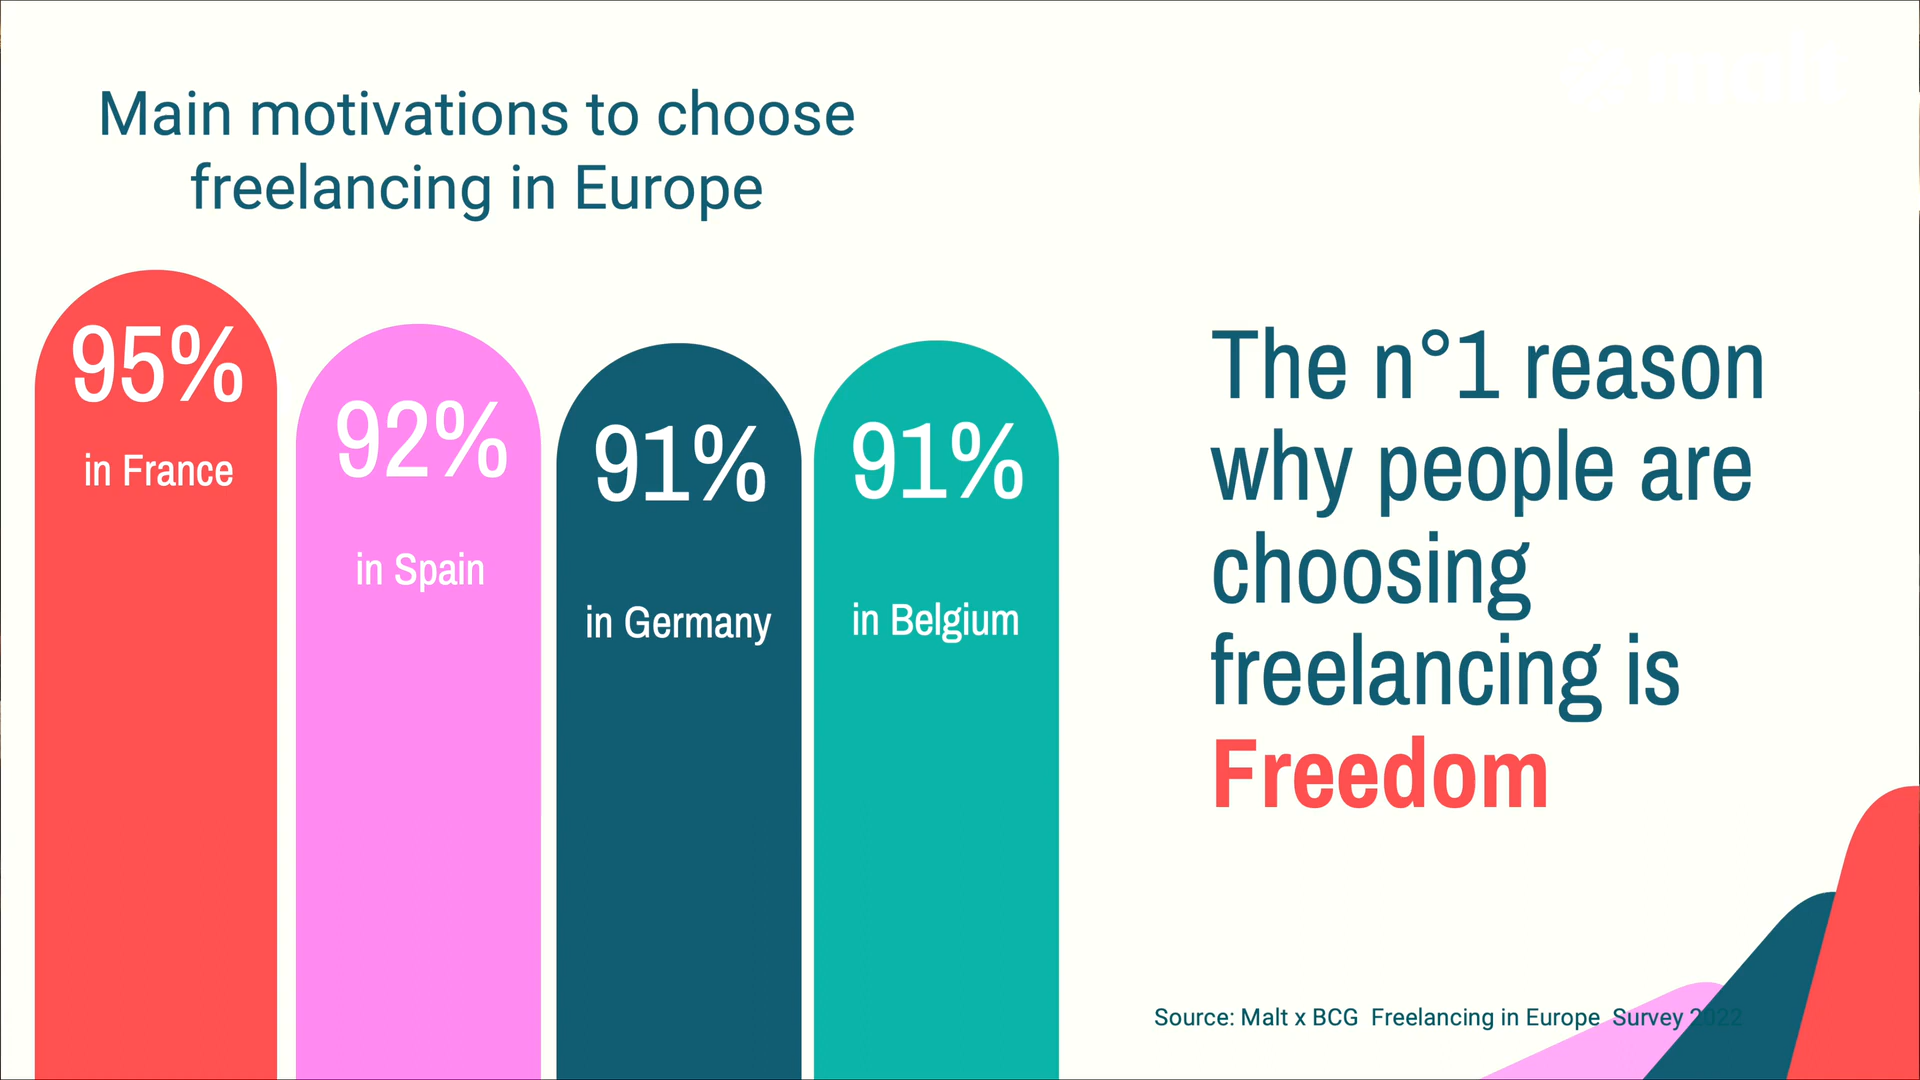 Main motivations to choose
freelancing in Europe
95%
in France
92%
in Spain
91%
in Germany
91%
in Belgium
The n°1 reason
why people are
choosing
freelancing is
Freedom
Source: Malt x BCG Freelancing in Europe Survey 2022